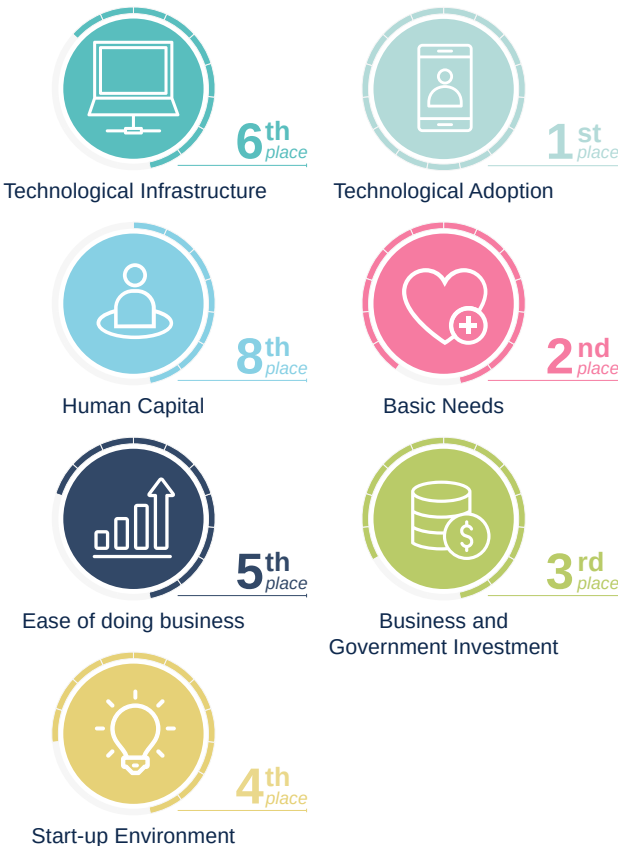 6th place
Technological Infrastructure
1st place
Technological Adoption
8th place
Human Capital
2nd place
Basic Needs
5th place
Ease of doing business
3rd place
Business and
Government Investment
4th place
Start-up Environment